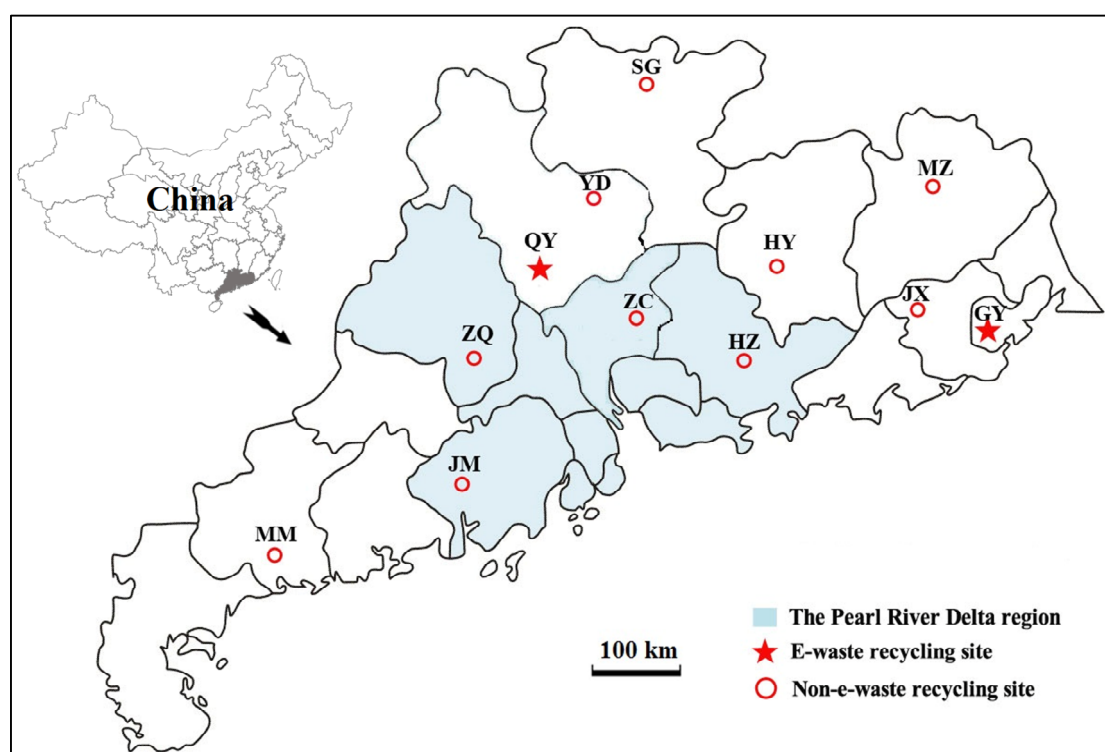 SG
China
YD
MZ
QY
HY
ZC
JX
GY
ZQ
HZ
JM
MM
The Pearl River Delta region
100 km
E-waste recycling site
Non-e-waste recycling site